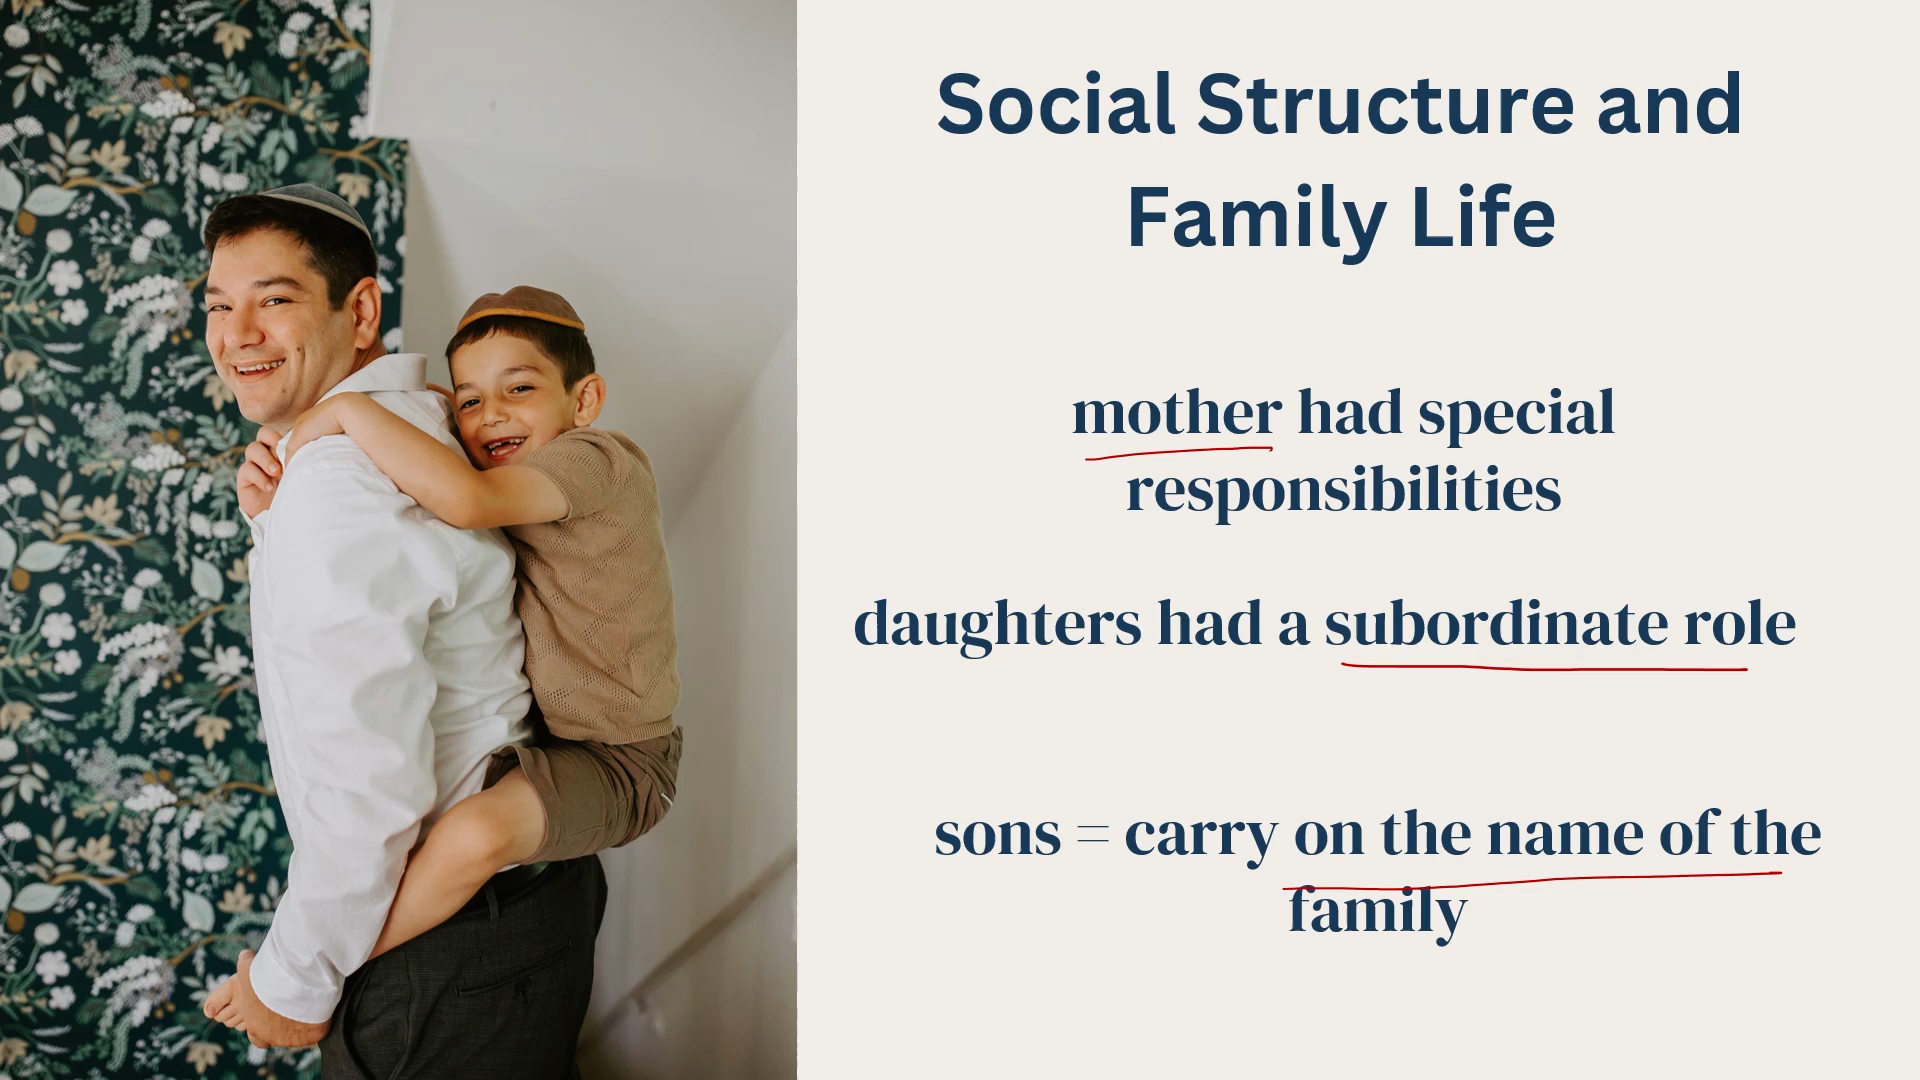 Social Structure and
Family Life
mother had special
responsibilities
daughters had a subordinate role
sons = carry on the name of the
family